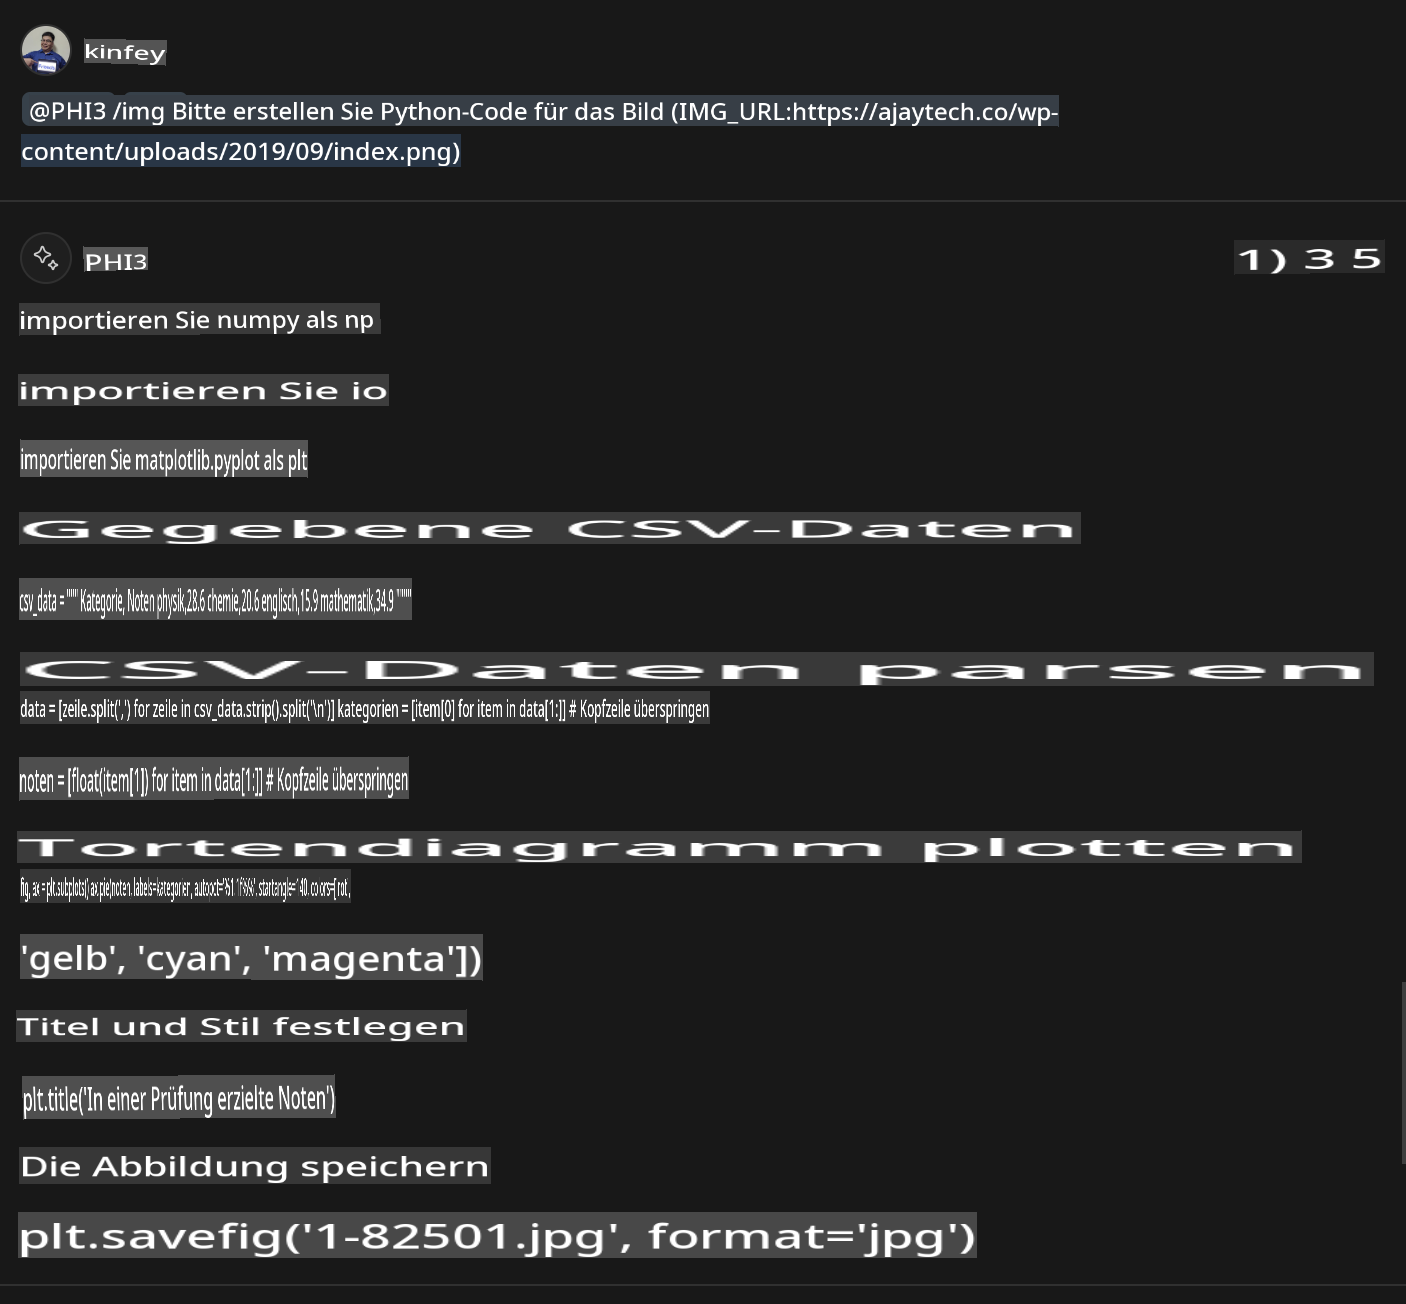 kinfey
@PHI3 /img Bitte erstellen Sie Python-Code für das Bild (IMG_URL:https://ajaytech.co/wp-
content/uploads/2019/09/index.png)
PHI3
1) 3 5
importieren Sie numpy als np
importieren Sie io
importieren Sie matplotlib.pyplot als plt
Gegebene CSV-Daten
csv_data = """ Kategorie, Noten physik,28.6 chemie,20.6 englisch,15.9 mathematik,34.9 """
CSV-Daten parsen
data = [zeile.split(',') for zeile in csv_data.strip().split('\n')] kategorien = [item[0] for item in data[1:]] # Kopfzeile überspringen
noten = [float(item[1]) for item in data[1:]] # Kopfzeile überspringen
Tortendiagramm plotten
fig, ax = plt.subplots() ax.pie(noten, labels=kategorien, autopct='%1.1f%%', startangle=140, colors=['rot',
'gelb', 'cyan', 'magenta'])
Titel und Stil festlegen
plt.title('In einer Prüfung erzielte Noten')
Die Abbildung speichern
plt.savefig('1-82501.jpg', format='jpg')